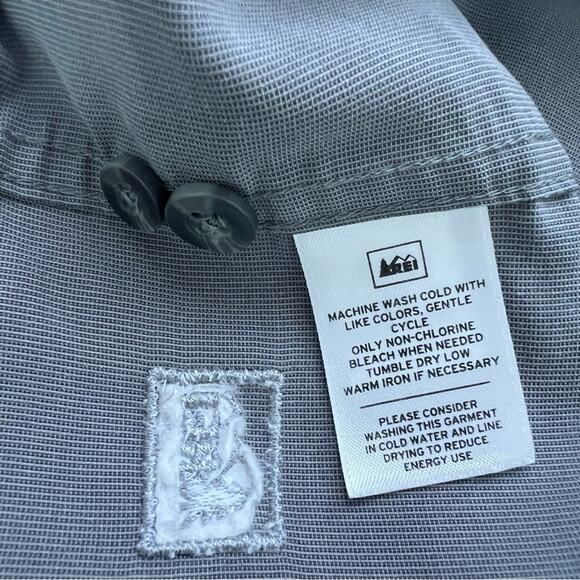 REI
MACHINE WASH COLD WITH
LIKE COLORS, GENTLE
CYCLE
ONLY NON-CHLORINE
BLEACH WHEN NEEDED
TUMBLE DRY LOW
WARM IRON IF NECESSARY
PLEASE CONSIDER
WASHING THIS GARMENT
IN COLD WATER AND LINE
DRYING TO REDUCE
ENERGY USE